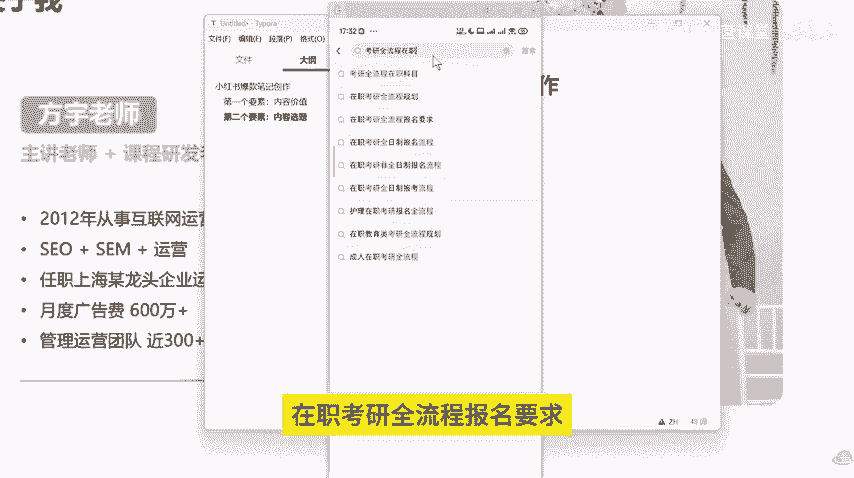 方宇老师
主讲老师 + 课程研发
• 2012年从事互联网运营
• SEO + SEM + 运营
• 任职上海某龙头企业运
• 月度广告费 600万+
• 管理运营团队 近300+
Untitled• - Typora
文件(F) 编辑(E) 段落(P) 格式(O)
文件 大纲
小红书爆款笔记创作
第一个要素：内容价值
第二个要素：内容选题
作
17:32
考研全流程在职
搜索
考研全流程在职科目
在职考研全流程规划
在职考研全流程报名要求
在职考研全日制报名流程
在职考研非全日制报名流程
在职考研全日制报考流程
护理在职考研报名全流程
在职教育类考研全流程规划
成人在职考研全流程
在职考研全流程报名要求
ZH